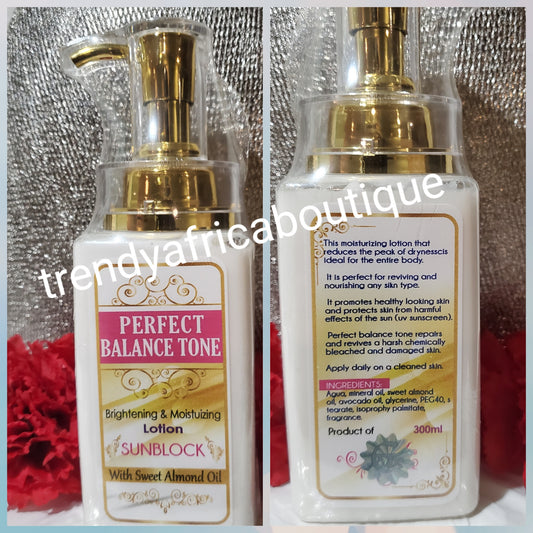 PERFECT
BALANCE TONE
Brightening & Moistuizing
Lotion
SUNBLOCK
With Sweet Almond Oil
This moisturizing lotion that
reduces the peak of drynesscis
ideal for the entire body.
It is perfect for reviving and
nourishing any skin type.
It promotes healthy looking skin
and protects skin from harmful
effects of the sun (uv sunscreen).
Perfect balance tone repairs
and revives a harsh chemically
bleached and damaged skin.
Apply daily on a cleaned skin.
INGREDIENTS:
Agua, mineral oil, sweet almond
oil, avocado oil, glycerine, PEG40, s
tearate, isoprophy palmitate,
fragrance.
Product of 300ml
trendyafricaboutique